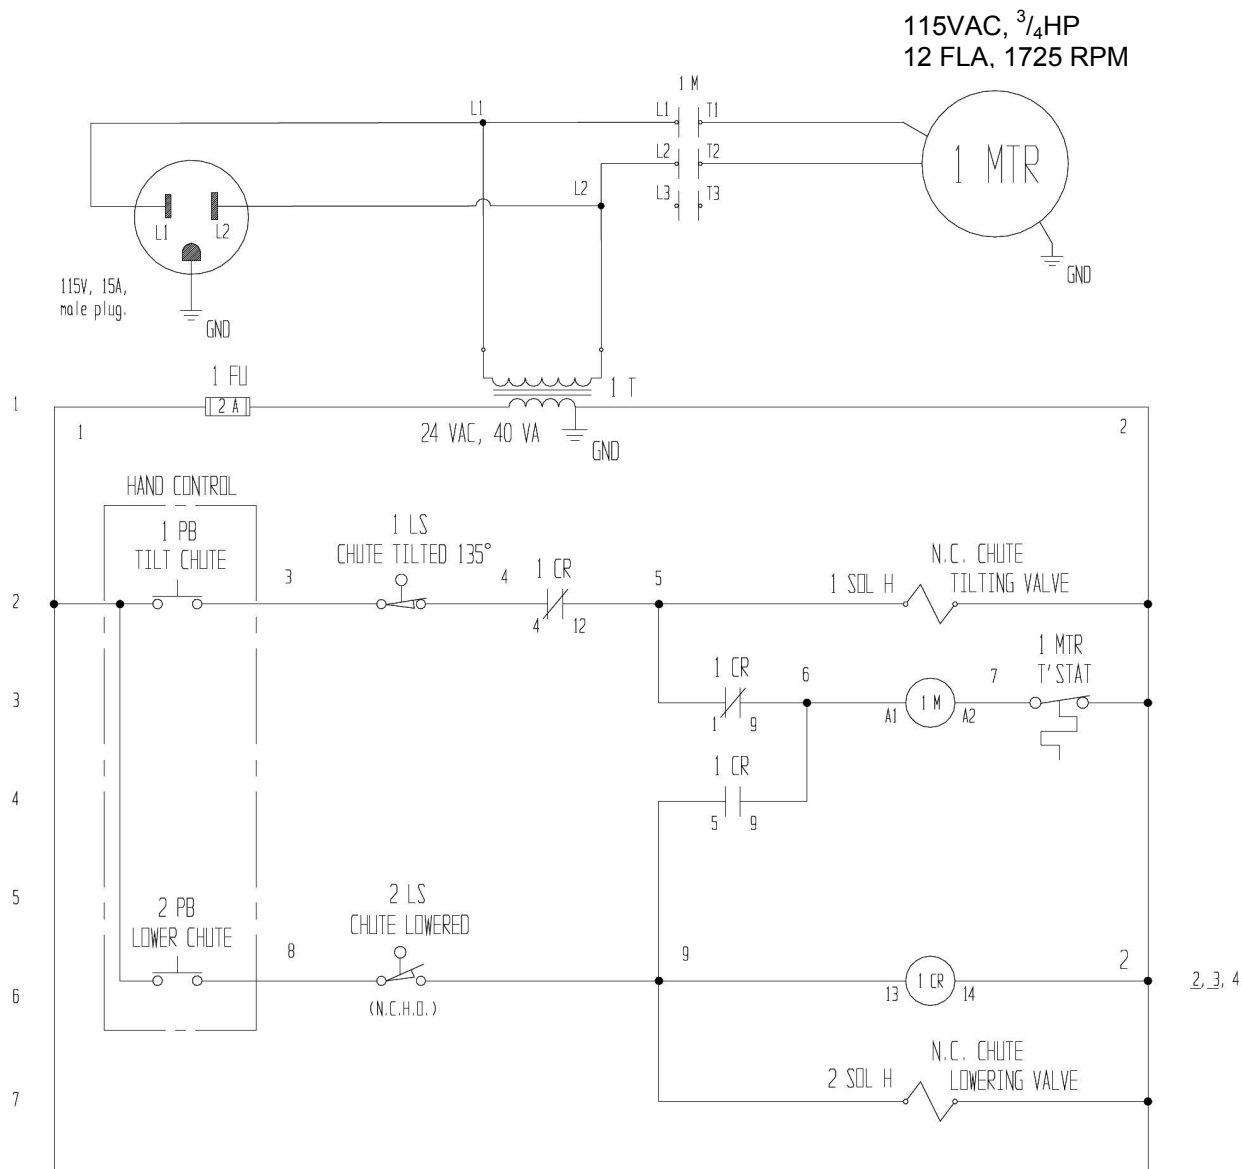 115VAC, 3/4HP
12 FLA, 1725 RPM
1 M
L1
L1
T1
L2
T2
1 MTR
L2
L3
T3
L1
L2
GND
115V, 15A,
male plug.
GND
1 FU
1 T
1
2 A
1
24 VAC, 40 VA
2
GND
HAND CONTROL
1 PB
TILT CHUTE
1 LS
CHUTE TILTED 135°
N.C. CHUTE
TILTING VALVE
3
4
1 CR
5
1 SOL H
2
4
12
1 MTR
T'STAT
1 CR
6
7
3
1 M
1
9
A1
A2
1 CR
4
5
9
5
2 PB
LOWER CHUTE
2 LS
CHUTE LOWERED
8
9
2
1 CR
2, 3, 4
6
(N.C.H.O.)
13
14
N.C. CHUTE
LOWERING VALVE
2 SOL H
7